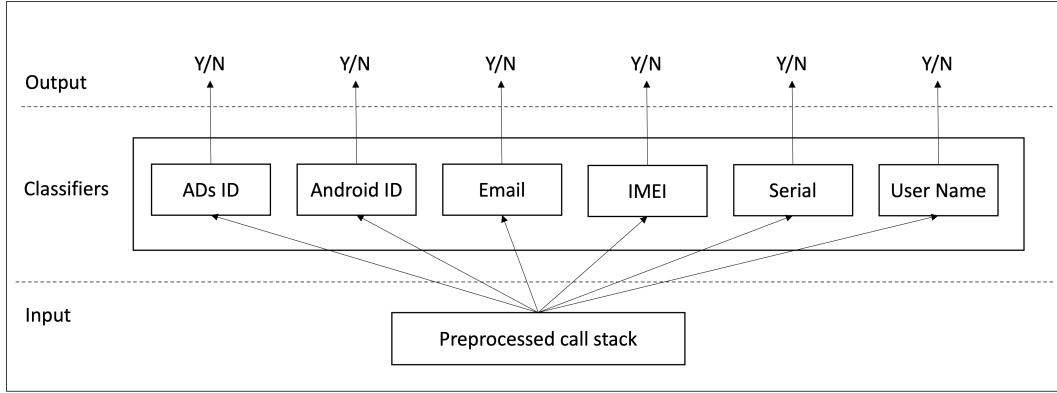 Y/N Y/N Y/N Y/N Y/N Y/N
Output
Classifiers
ADs ID Android ID Email IMEI Serial User Name
Input
Preprocessed call stack